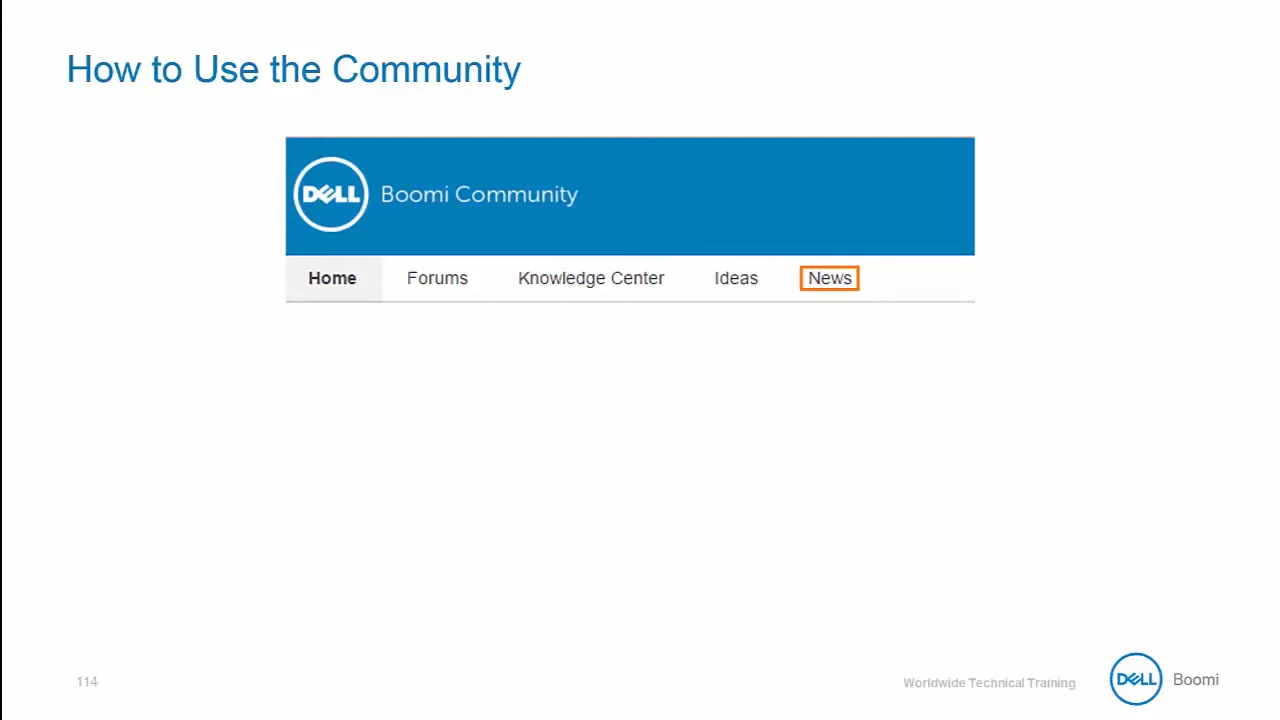 How to Use the Community
DELL Boomi Community
Home Forums Knowledge Center Ideas News
114 Worldwide Technical Training DELL Boomi